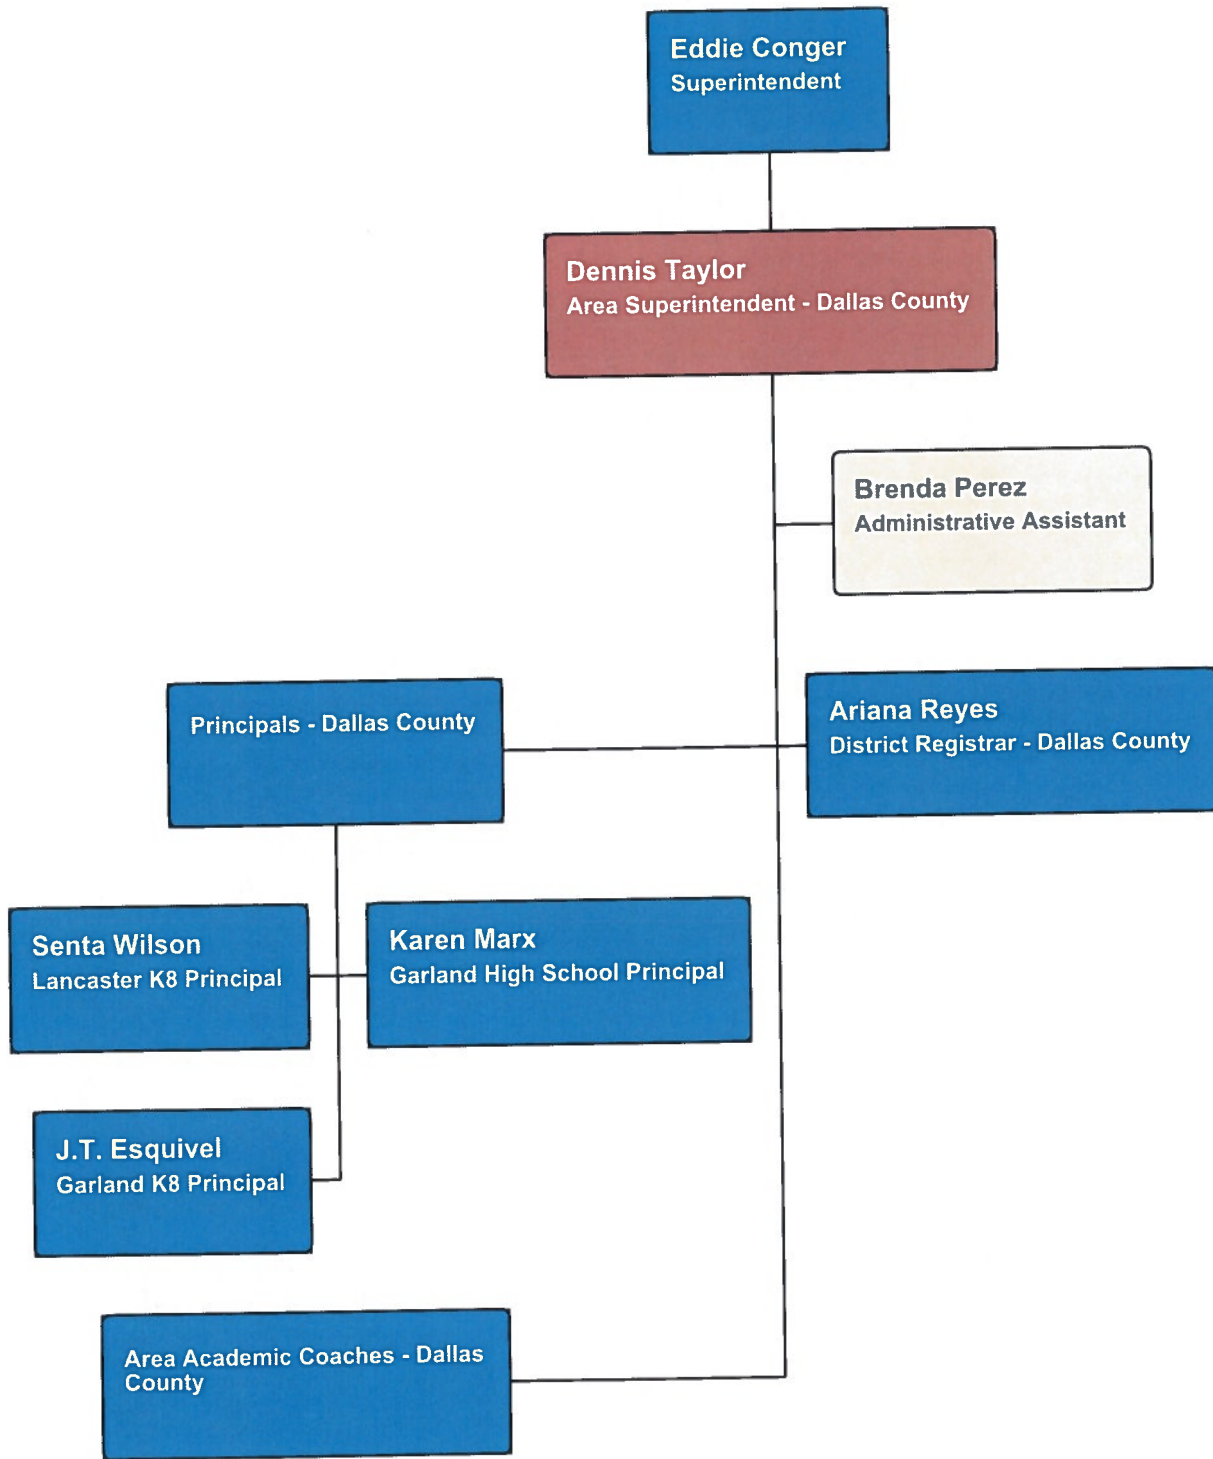 Eddie Conger
Superintendent
Dennis Taylor
Area Superintendent - Dallas County
Brenda Perez
Administrative Assistant
Principals - Dallas County
Ariana Reyes
District Registrar - Dallas County
Senta Wilson
Lancaster K8 Principal
Karen Marx
Garland High School Principal
J.T. Esquivel
Garland K8 Principal
Area Academic Coaches - Dallas
County